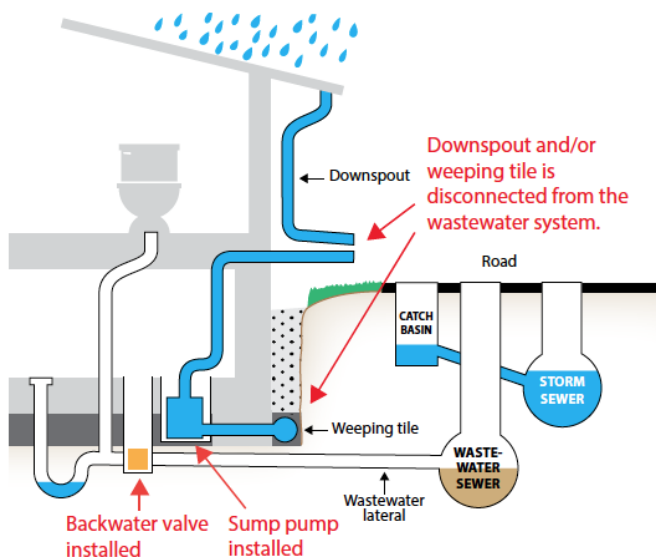 Downspout and/or
weeping tile is
disconnected from the
wastewater system.
Downspout
Road
CATCH
BASIN
STORM
SEWER
Weeping tile
WASTE-
WATER
SEWER
Wastewater
lateral
Backwater valve
installed
Sump pump
installed